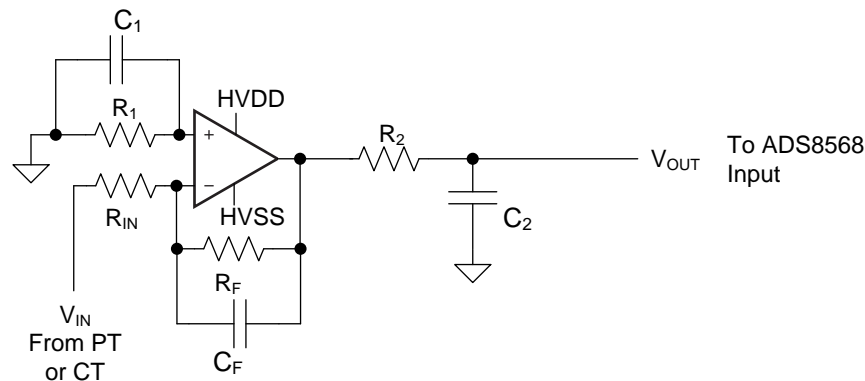 C1
HVDD
R1
+
R2
VOUT
To ADS8568
Input
−
RIN
HVSS
C2
RF
VIN
From PT
or CT
CF